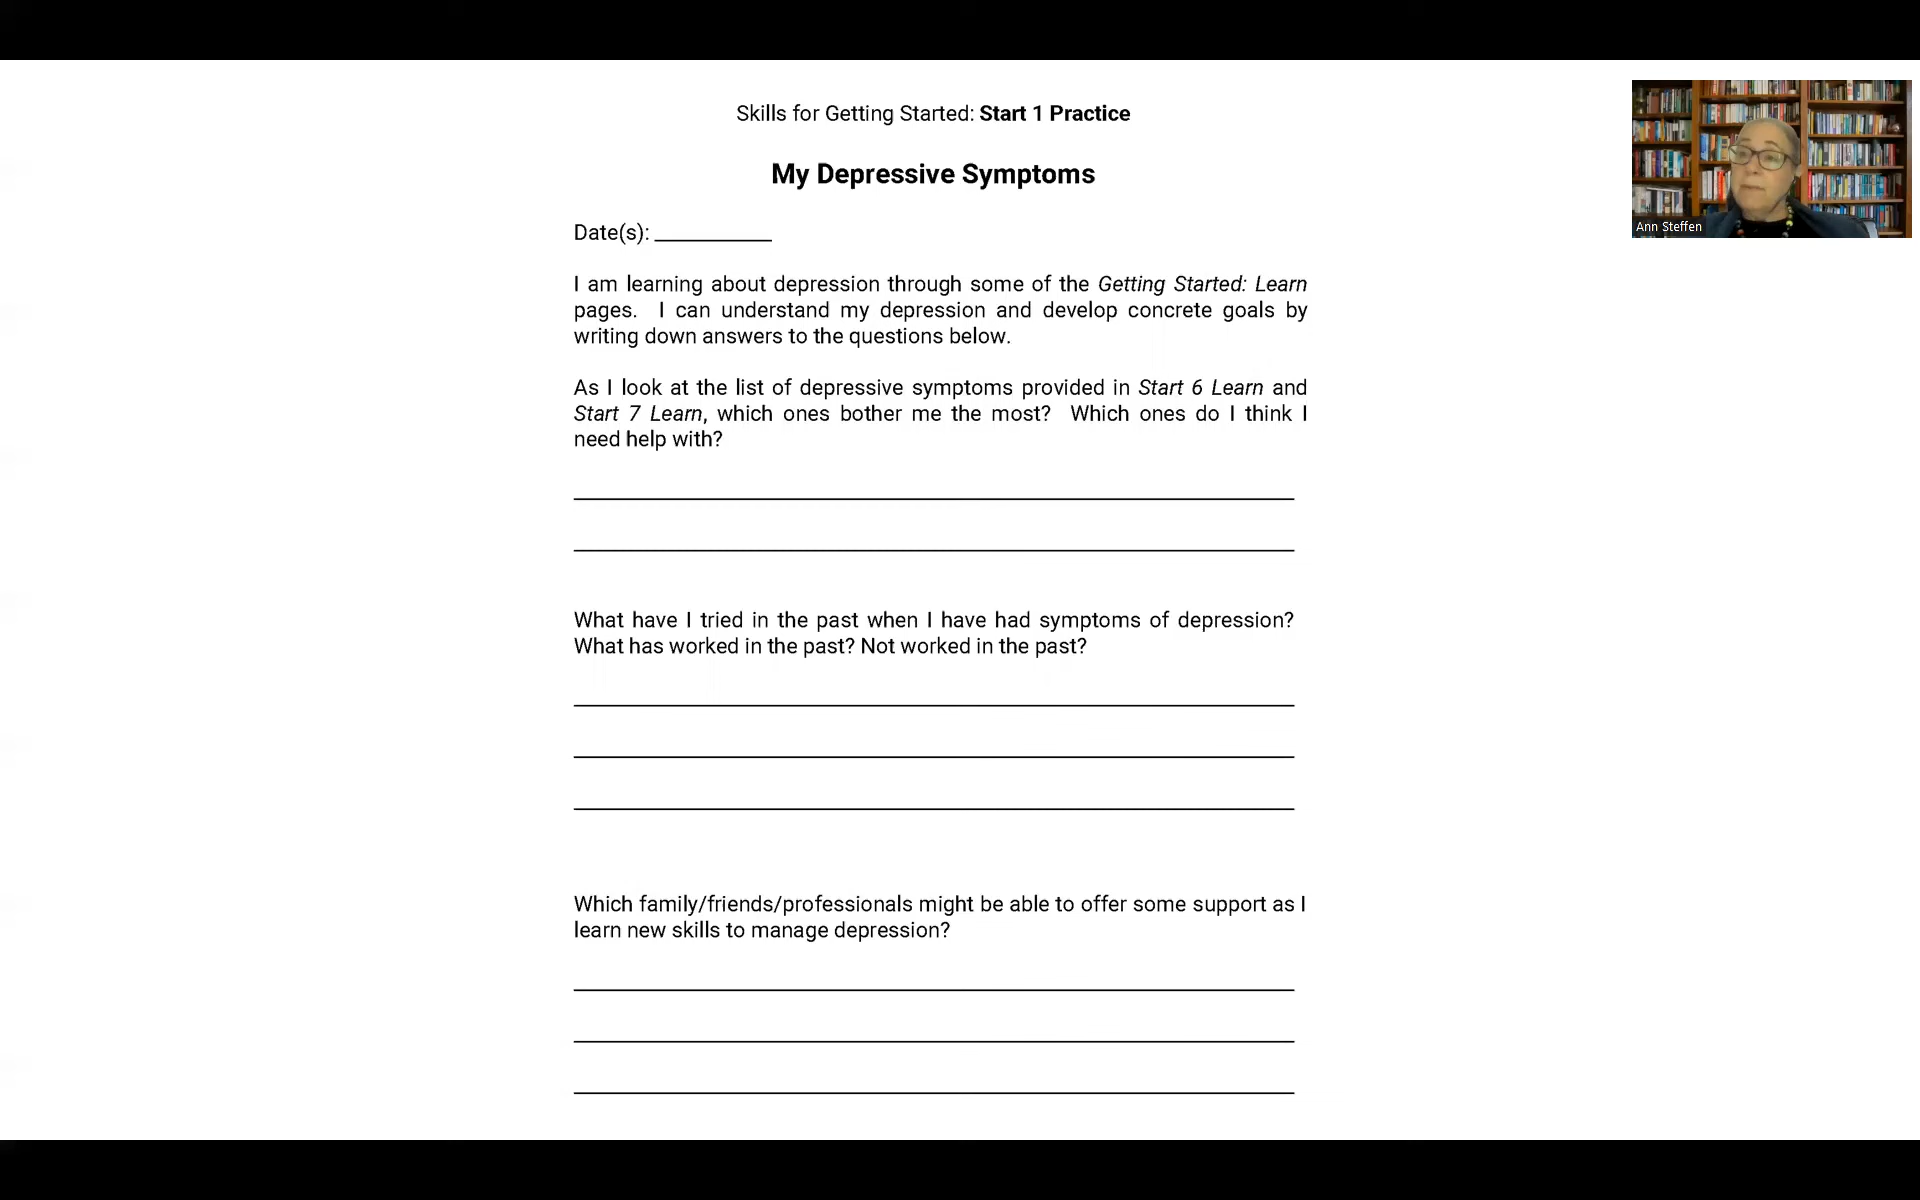 Skills for Getting Started: Start 1 Practice
My Depressive Symptoms
Date(s): __________
I am learning about depression through some of the Getting Started: Learn
pages. I can understand my depression and develop concrete goals by
writing down answers to the questions below.
As I look at the list of depressive symptoms provided in Start 6 Learn and
Start 7 Learn, which ones bother me the most? Which ones do I think I
need help with?
What have I tried in the past when I have had symptoms of depression?
What has worked in the past? Not worked in the past?
Which family/friends/professionals might be able to offer some support as I
learn new skills to manage depression?
Ann Steffen